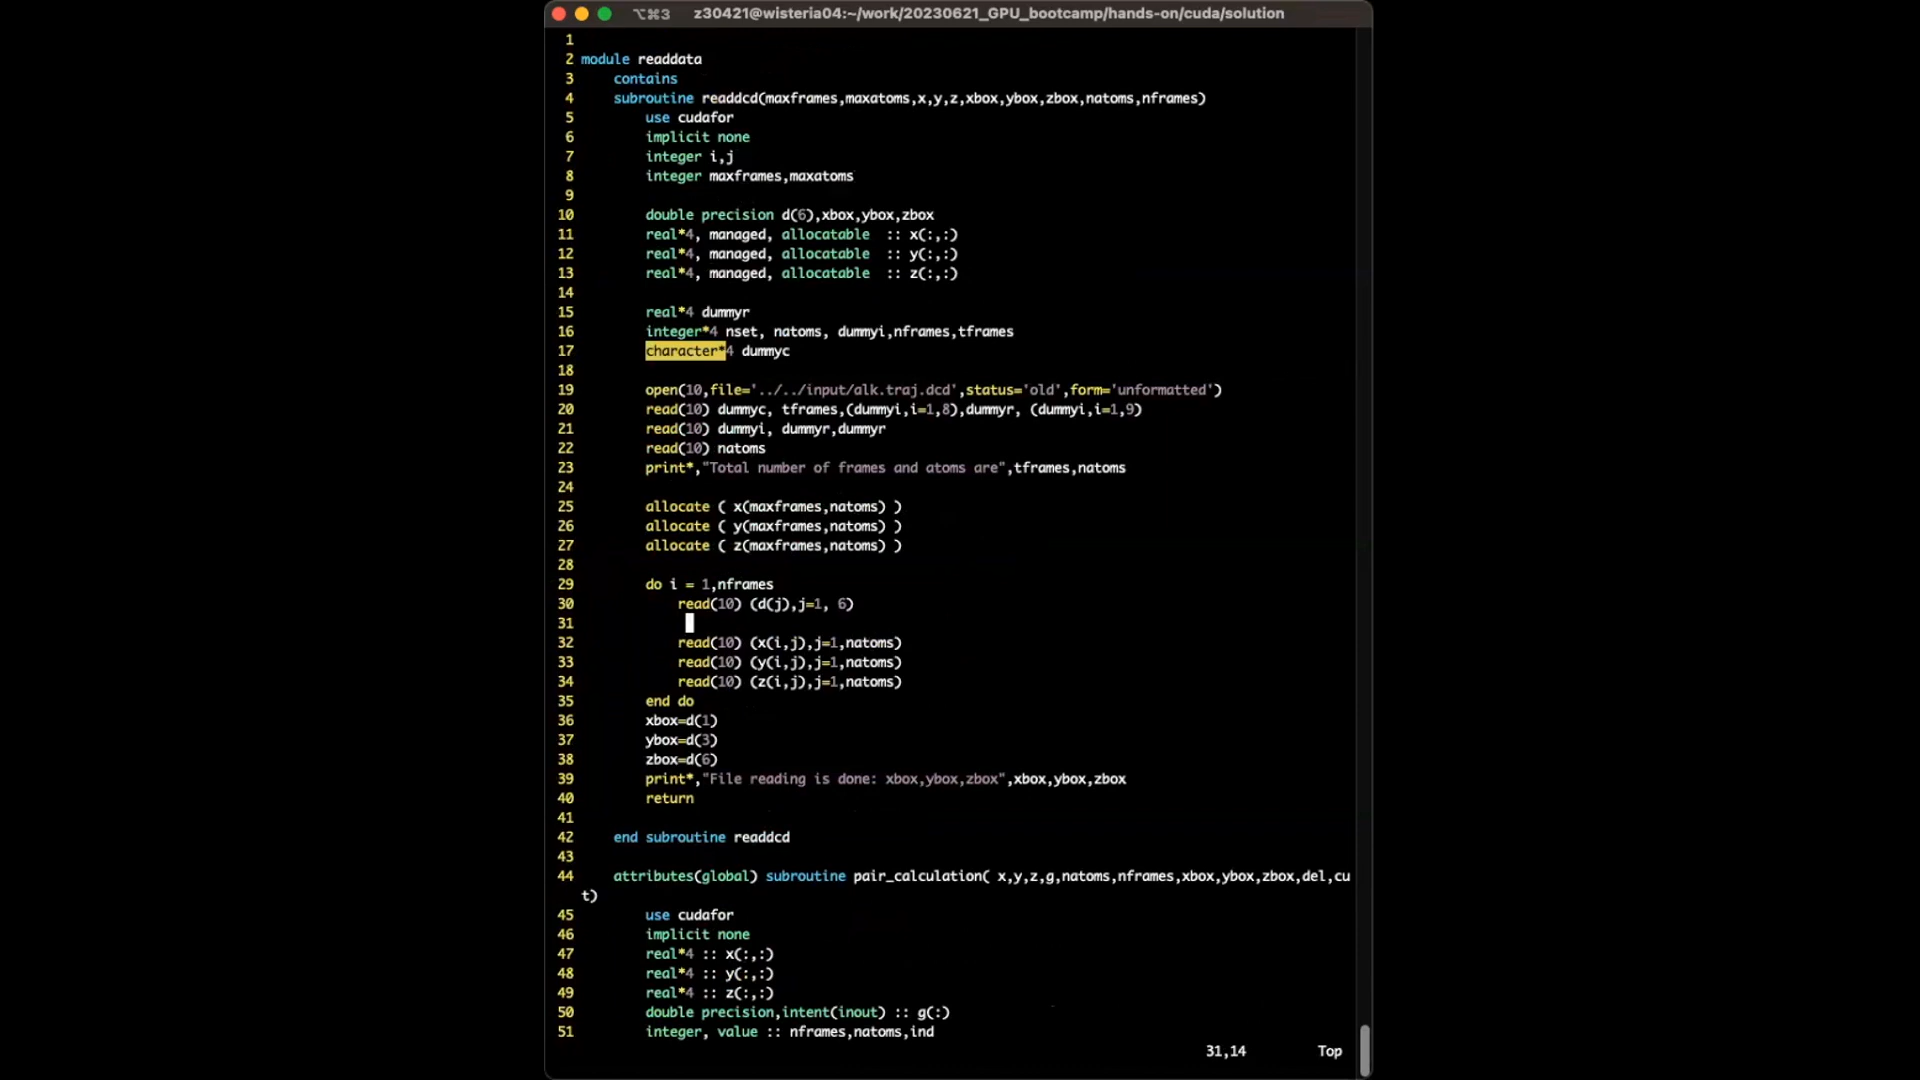 ⌥⌘3 z30421@wisteria04:~/work/20230621_GPU_bootcamp/hands-on/cuda/solution
1
2 module readdata
3     contains
4     subroutine readdcd(maxframes,maxatoms,x,y,z,xbox,ybox,zbox,natoms,nframes)
5         use cudafor
6         implicit none
7         integer i,j
8         integer maxframes,maxatoms
9
10         double precision d(6),xbox,ybox,zbox
11         real*4, managed, allocatable  :: x(:,:)
12         real*4, managed, allocatable  :: y(:,:)
13         real*4, managed, allocatable  :: z(:,:)
14
15         real*4 dummyr
16         integer*4 nset, natoms, dummyi,nframes,tframes
17         character*4 dummyc
18
19         open(10,file='../../input/alk.traj.dcd',status='old',form='unformatted')
20         read(10) dummyc, tframes,(dummyi,i=1,8),dummyr, (dummyi,i=1,9)
21         read(10) dummyi, dummyr,dummyr
22         read(10) natoms
23         print*,"Total number of frames and atoms are",tframes,natoms
24
25         allocate ( x(maxframes,natoms) )
26         allocate ( y(maxframes,natoms) )
27         allocate ( z(maxframes,natoms) )
28
29         do i = 1,nframes
30             read(10) (d(j),j=1, 6)
31
32             read(10) (x(i,j),j=1,natoms)
33             read(10) (y(i,j),j=1,natoms)
34             read(10) (z(i,j),j=1,natoms)
35         end do
36         xbox=d(1)
37         ybox=d(3)
38         zbox=d(6)
39         print*,"File reading is done: xbox,ybox,zbox",xbox,ybox,zbox
40         return
41
42     end subroutine readdcd
43
44     attributes(global) subroutine pair_calculation( x,y,z,g,natoms,nframes,xbox,ybox,zbox,del,cu
t)
45         use cudafor
46         implicit none
47         real*4 :: x(:,:)
48         real*4 :: y(:,:)
49         real*4 :: z(:,:)
50         double precision,intent(inout) :: g(:)
51         integer, value :: nframes,natoms,ind
31,14 Top